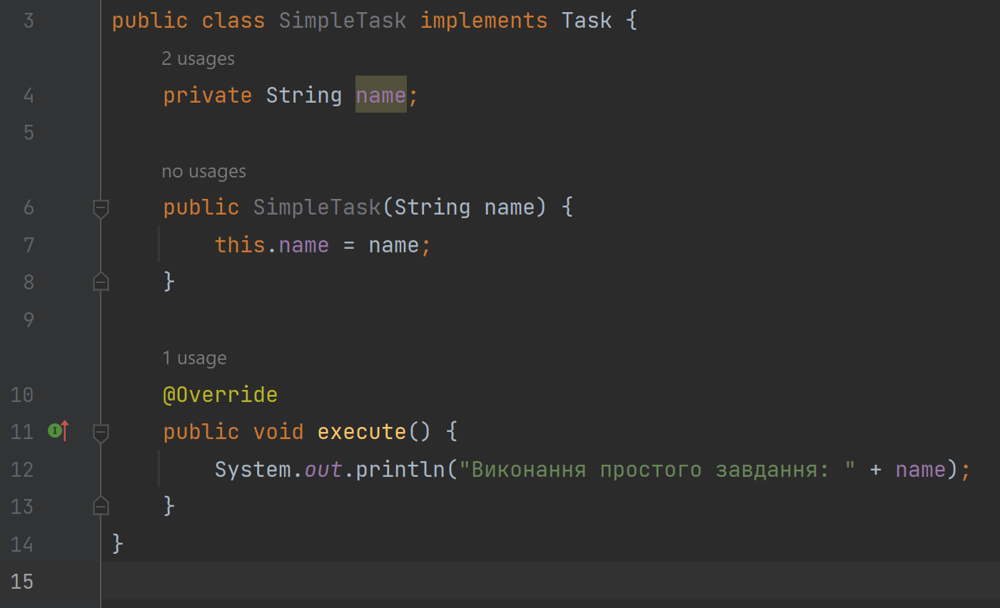 3 public class SimpleTask implements Task {
2 usages
4 private String name;
5
no usages
6 public SimpleTask(String name) {
7 this.name = name;
8 }
9
1 usage
10 @Override
11 public void execute() {
12 System.out.println("Виконання простого завдання: " + name);
13 }
14 }
15